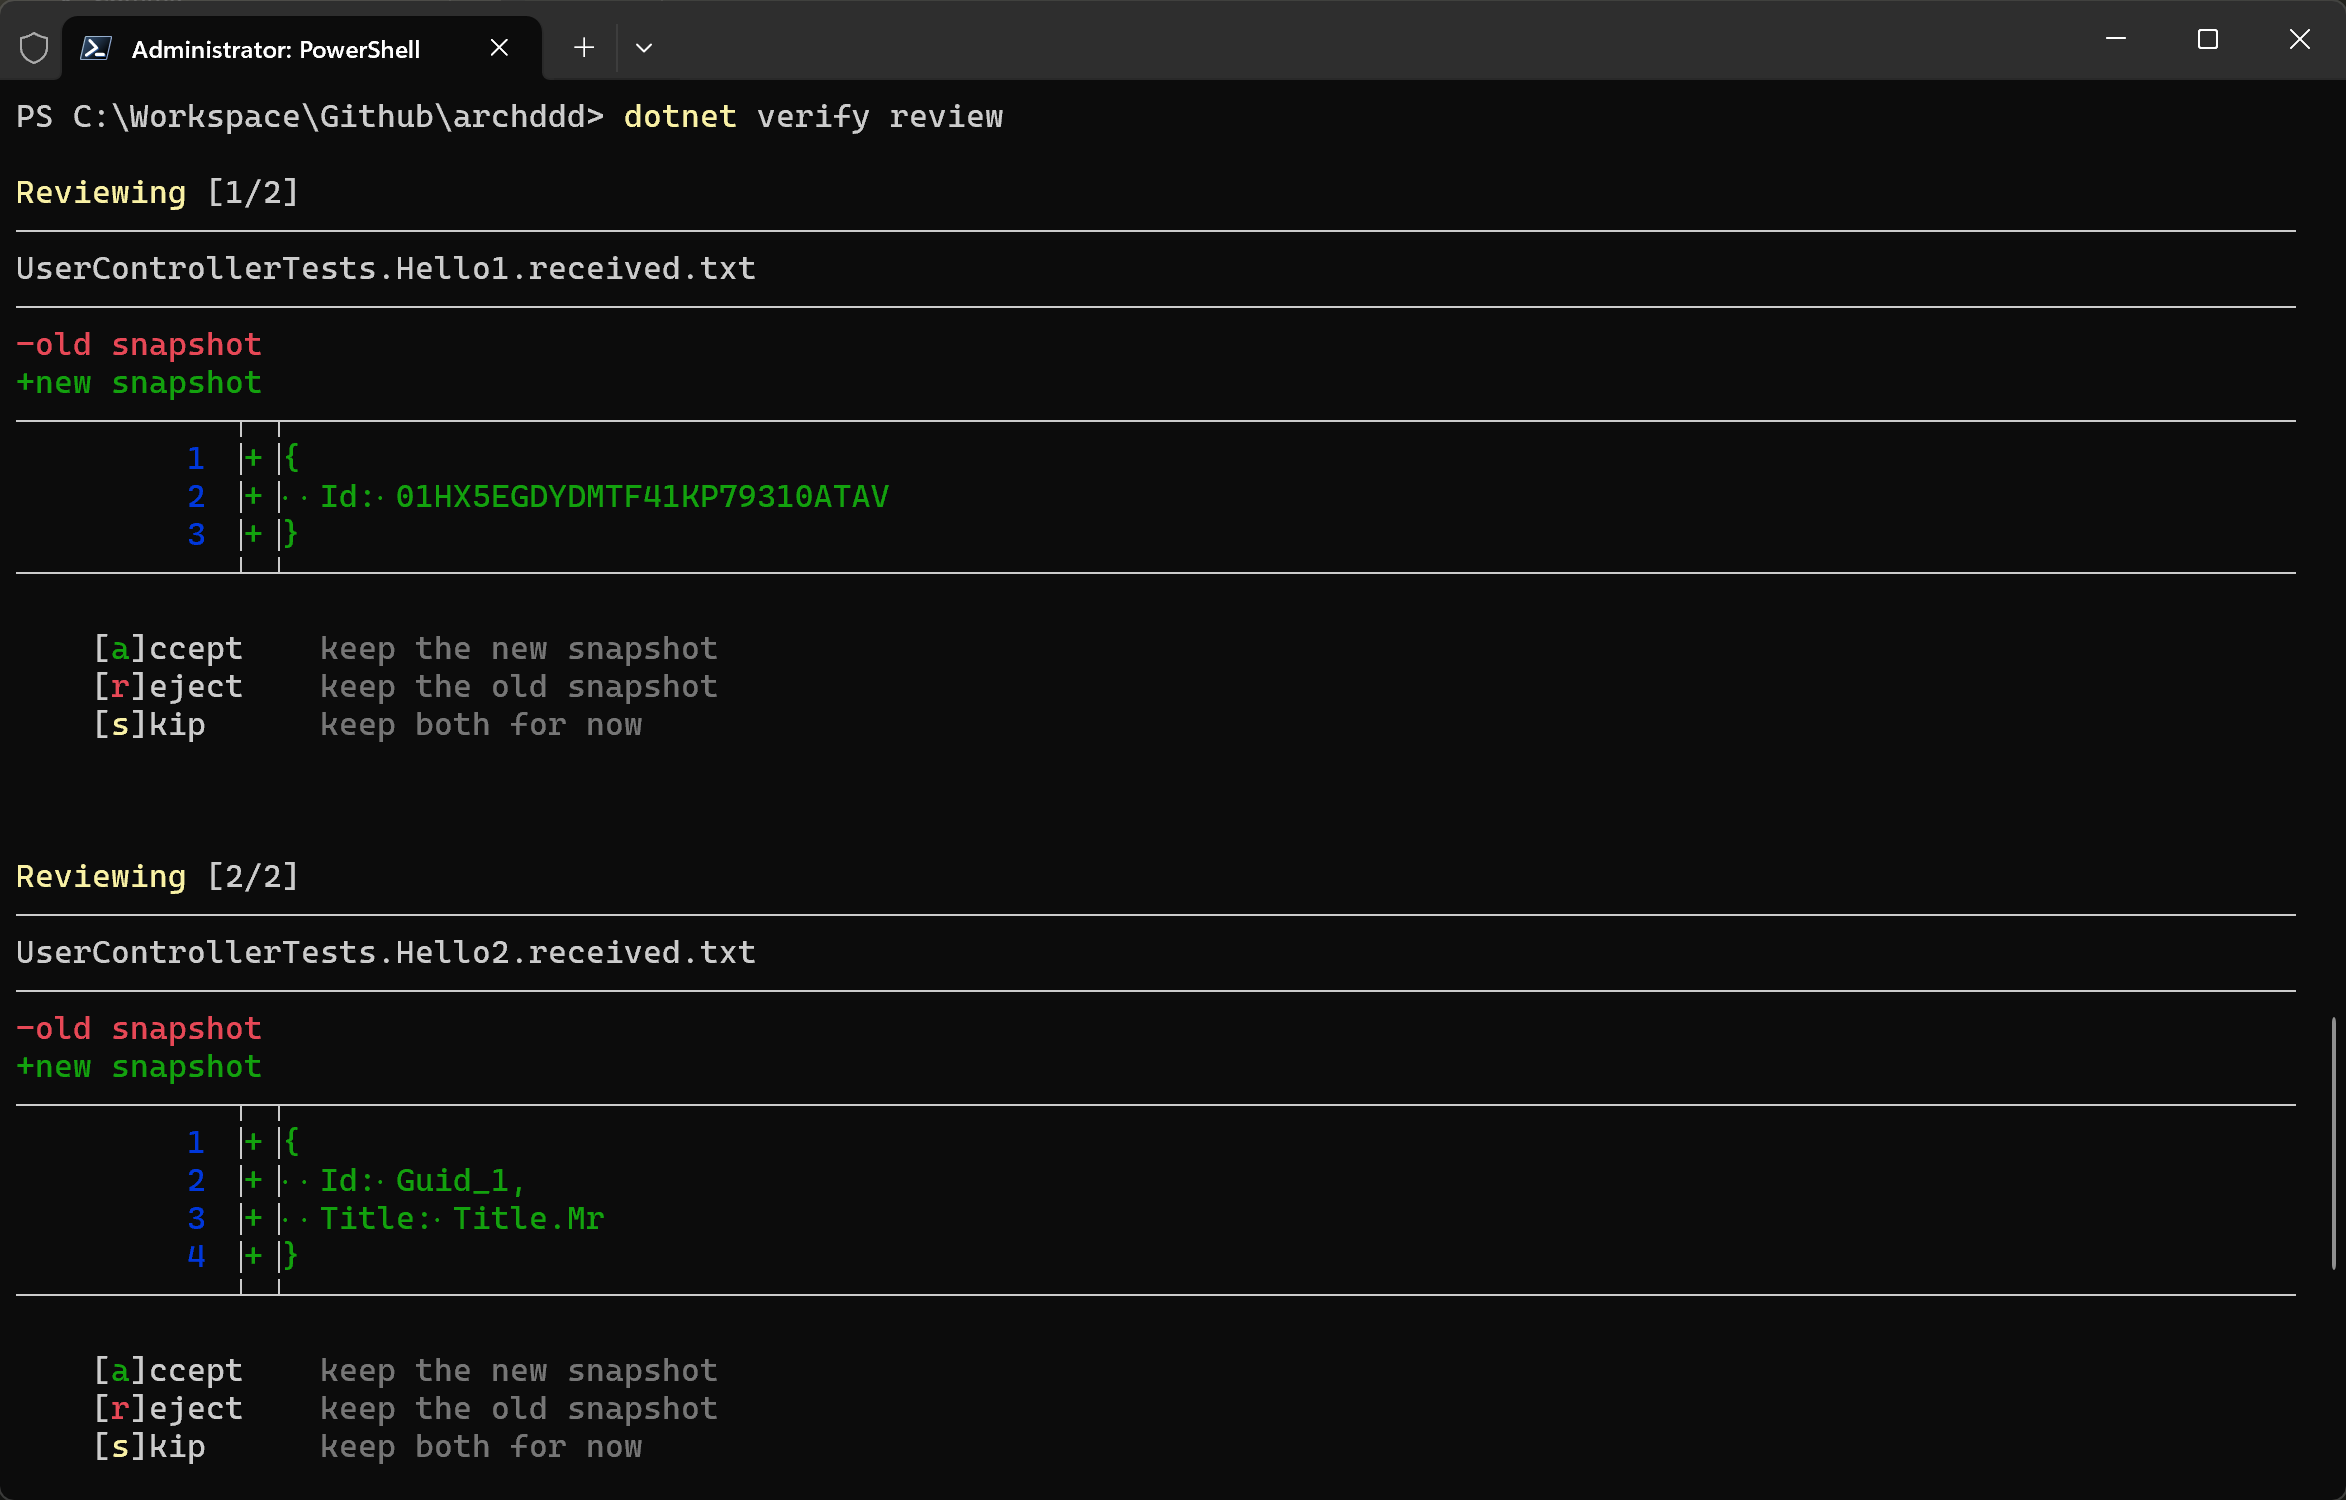 Administrator: PowerShell
PS C:\Workspace\Github\archddd> dotnet verify review
Reviewing [1/2]
UserControllerTests.Hello1.received.txt
-old snapshot
+new snapshot
1 + {
2 + ··Id:·01HX5EGDYDMTF41KP79310ATAV
3 + }
[a]ccept keep the new snapshot
[r]eject keep the old snapshot
[s]kip keep both for now
Reviewing [2/2]
UserControllerTests.Hello2.received.txt
-old snapshot
+new snapshot
1 + {
2 + ··Id:·Guid_1,
3 + ··Title:·Title.Mr
4 + }
[a]ccept keep the new snapshot
[r]eject keep the old snapshot
[s]kip keep both for now